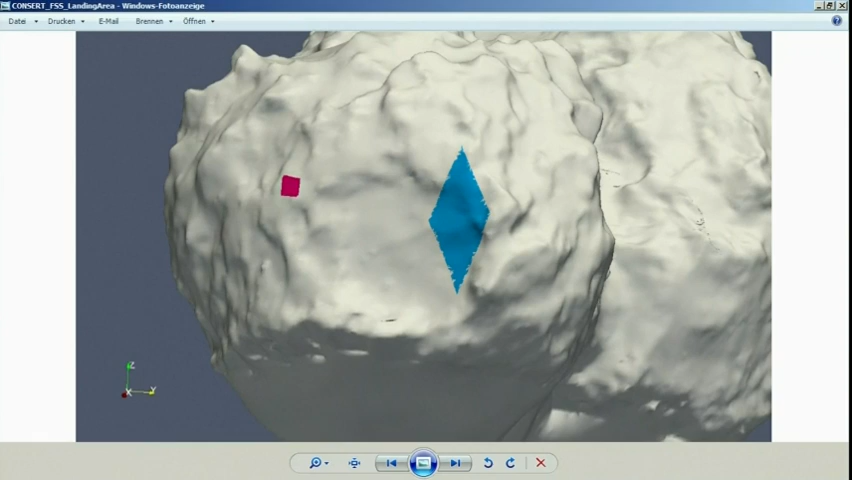 CONSERT_FSS_LandingArea - Windows-Fotoanzeige
Datei Drucken E-Mail Brennen Öffnen
Z
X Y